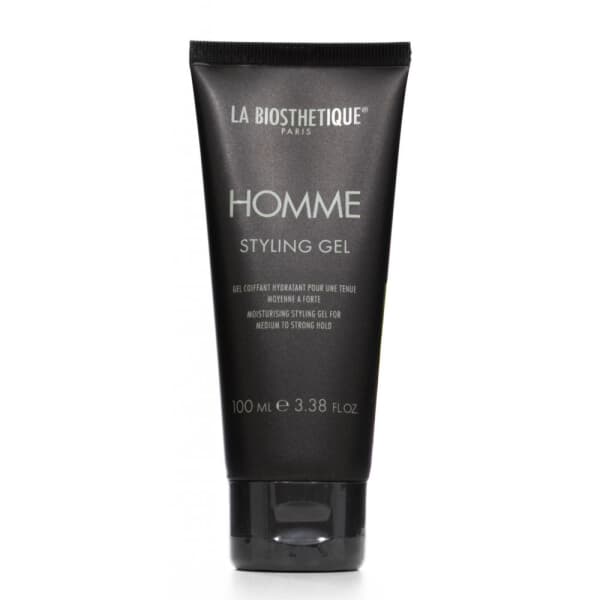 LA BIOSTHETIQUE®
PARIS
HOMME
STYLING GEL
GEL COIFFANT HYDRATANT POUR UNE TENUE
MOYENNE A FORTE
MOISTURISING STYLING GEL FOR
MEDIUM TO STRONG HOLD
100 ML ℮ 3.38 FL.OZ.